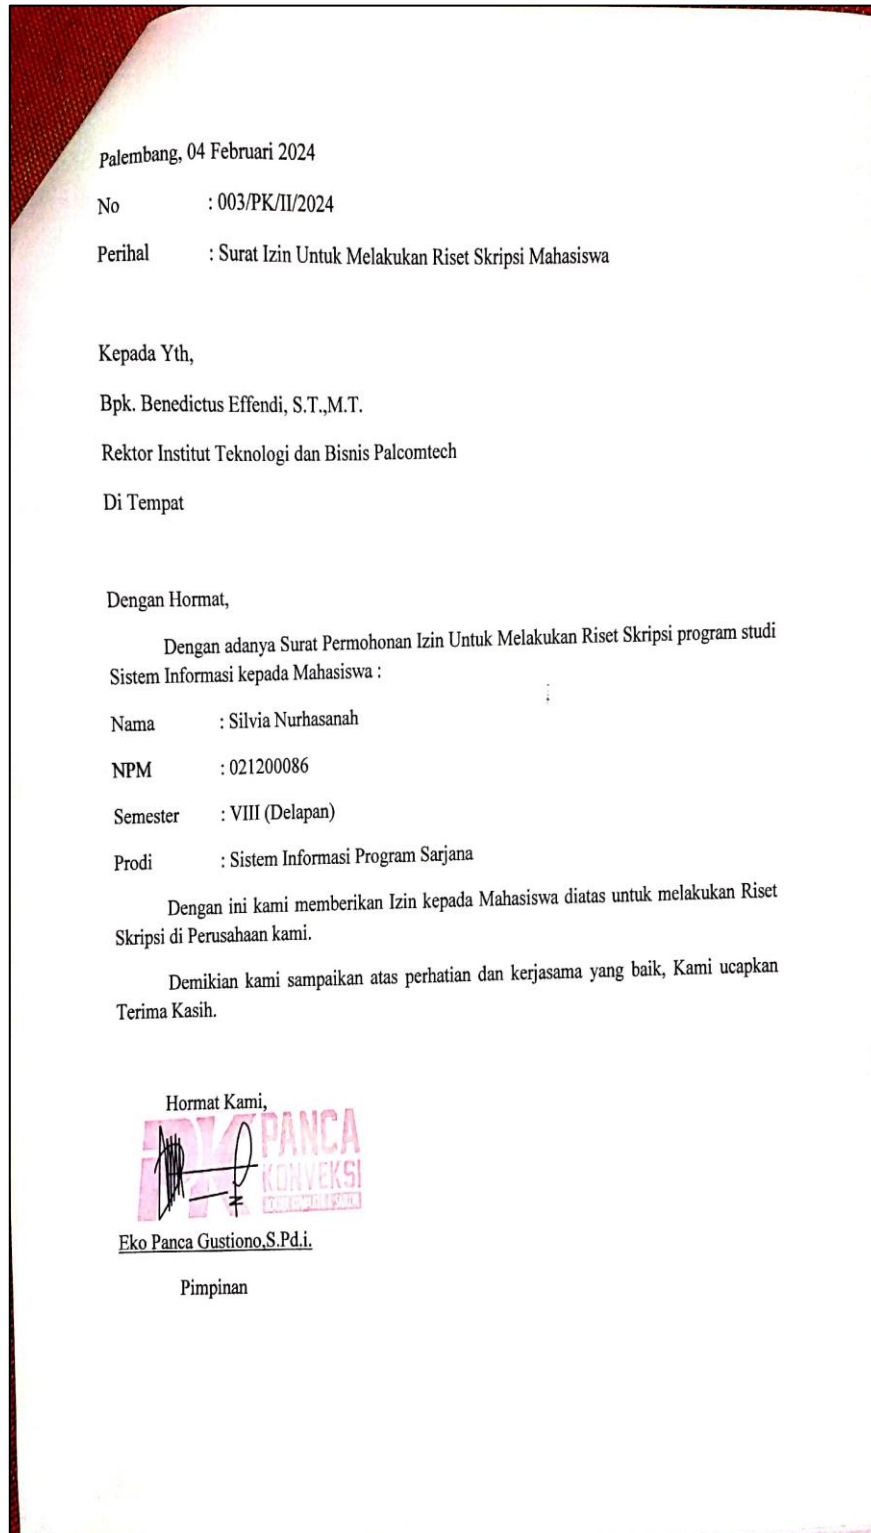 Palembang, 04 Februari 2024
No : 003/PK/II/2024
Perihal : Surat Izin Untuk Melakukan Riset Skripsi Mahasiswa
Kepada Yth,
Bpk. Benedictus Effendi, S.T.,M.T.
Rektor Institut Teknologi dan Bisnis Palcomtech
Di Tempat
Dengan Hormat,
Dengan adanya Surat Permohonan Izin Untuk Melakukan Riset Skripsi program studi
Sistem Informasi kepada Mahasiswa :
Nama : Silvia Nurhasanah
NPM : 021200086
Semester : VIII (Delapan)
Prodi : Sistem Informasi Program Sarjana
Dengan ini kami memberikan Izin kepada Mahasiswa diatas untuk melakukan Riset
Skripsi di Perusahaan kami.
Demikian kami sampaikan atas perhatian dan kerjasama yang baik, Kami ucapkan
Terima Kasih.
Hormat Kami,
PK PANCA
KONVEKSI
Eko Panca Gustiono,S.Pd.i.
Pimpinan